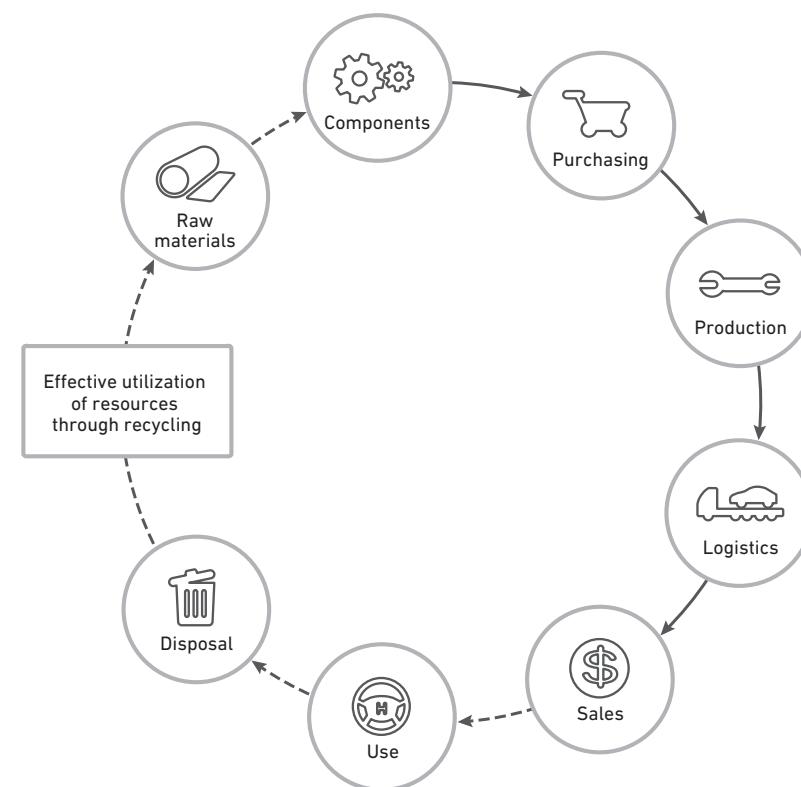 Components
Purchasing
Raw
materials
Production
Effective utilization
of resources
through recycling
Logistics
Disposal
Sales
$
Use
H